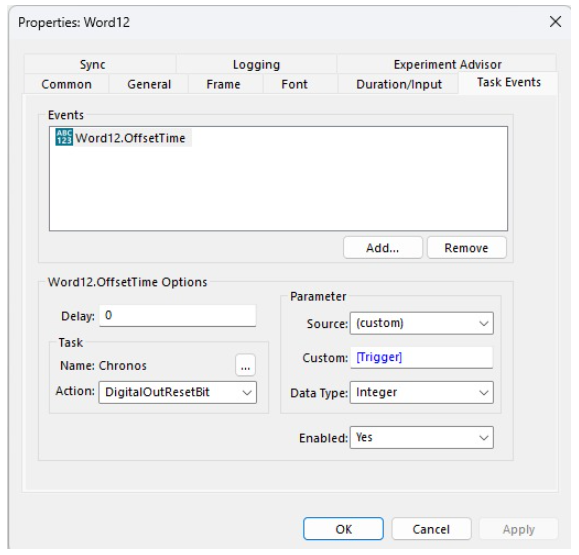 Properties: Word12
Sync Logging Experiment Advisor
Common General Frame Font Duration/Input Task Events
Events
ABC 123 Word12.OffsetTime
Add... Remove
Word12.OffsetTime Options
Delay: 0
Task
Name: Chronos ...
Action: DigitalOutResetBit
Parameter
Source: (custom)
Custom: [Trigger]
Data Type: Integer
Enabled: Yes
OK Cancel Apply